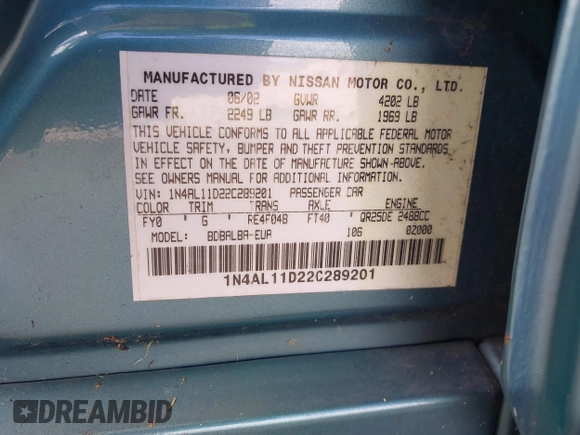 MANUFACTURED BY NISSAN MOTOR CO., LTD.
DATE 06/02 GVWR 4202 LB
GAWR FR. 2249 LB GAWR RR. 1969 LB
THIS VEHICLE CONFORMS TO ALL APPLICABLE FEDERAL MOTOR
VEHICLE SAFETY, BUMPER AND THEFT PREVENTION STANDARDS
IN EFFECT ON THE DATE OF MANUFACTURE SHOWN ABOVE.
SEE OWNERS MANUAL FOR ADDITIONAL INFORMATION.
VIN: 1N4AL11D22C289201 PASSENGER CAR
COLOR TRIM TRANS AXLE ENGINE
FY0 G RE4F04B FT40 QR25DE 2488CC
MODEL: BDBALBA-EUA 106 0Z000
1N4AL11D22C289201
DREAMBID